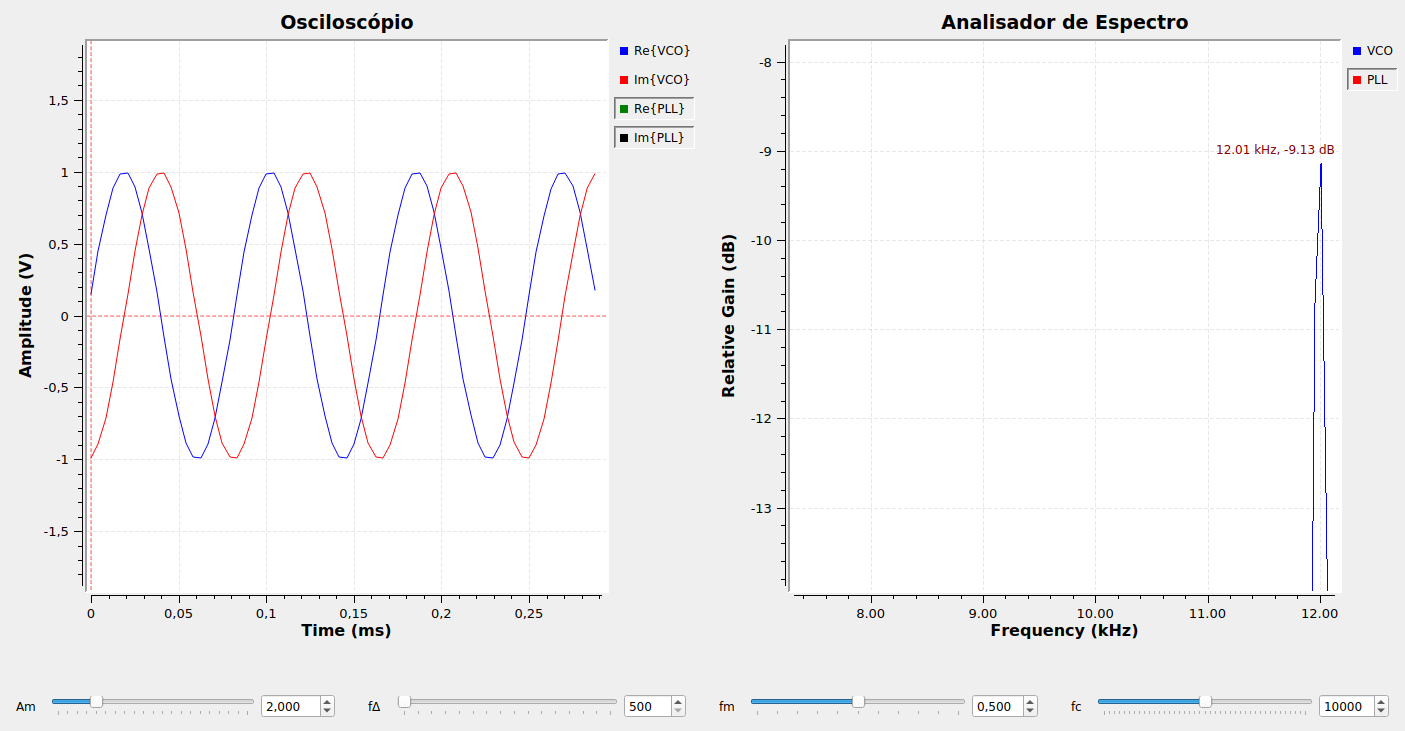 Osciloscópio
Re{VCO}
Im{VCO}
Re{PLL}
Im{PLL}
1,5
1
0,5
0
-0,5
-1
-1,5
Amplitude (V)
0 0,05 0,1 0,15 0,2 0,25
Time (ms)
Analisador de Espectro
VCO
PLL
-8
-9
-10
-11
-12
-13
Relative Gain (dB)
12.01 kHz, -9.13 dB
8.00 9.00 10.00 11.00 12.00
Frequency (kHz)
Am 2,000 fΔ 500 fm 0,500 fc 10000